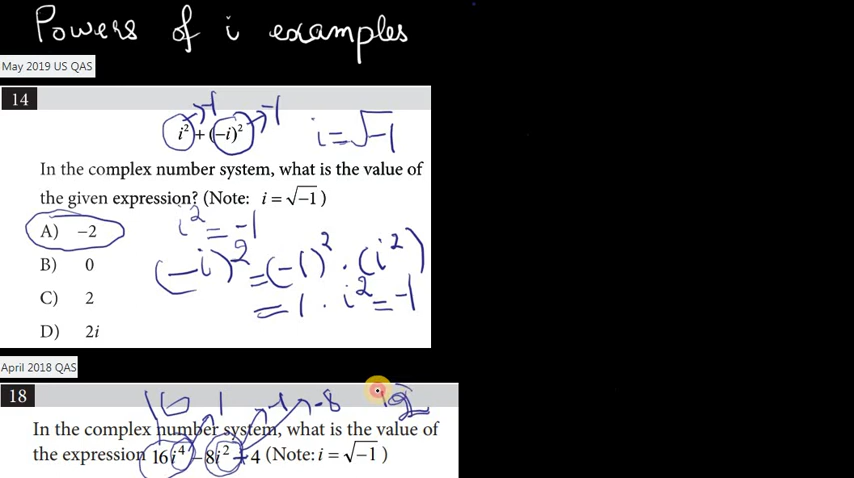 Powers of i examples
May 2019 US QAS
14
-1 -1
i² + (−i)² i = √-1
In the complex number system, what is the value of
the given expression? (Note: i = √−1 )
A) −2
i² = -1
B) 0
(-i)² = (-1)² · (i²)
C) 2
= 1 · i² = -1
D) 2i
April 2018 QAS
18
16 1 -1 -8
In the complex number system, what is the value of
the expression 16i⁴ − 8i² + 4 (Note: i = √−1 )